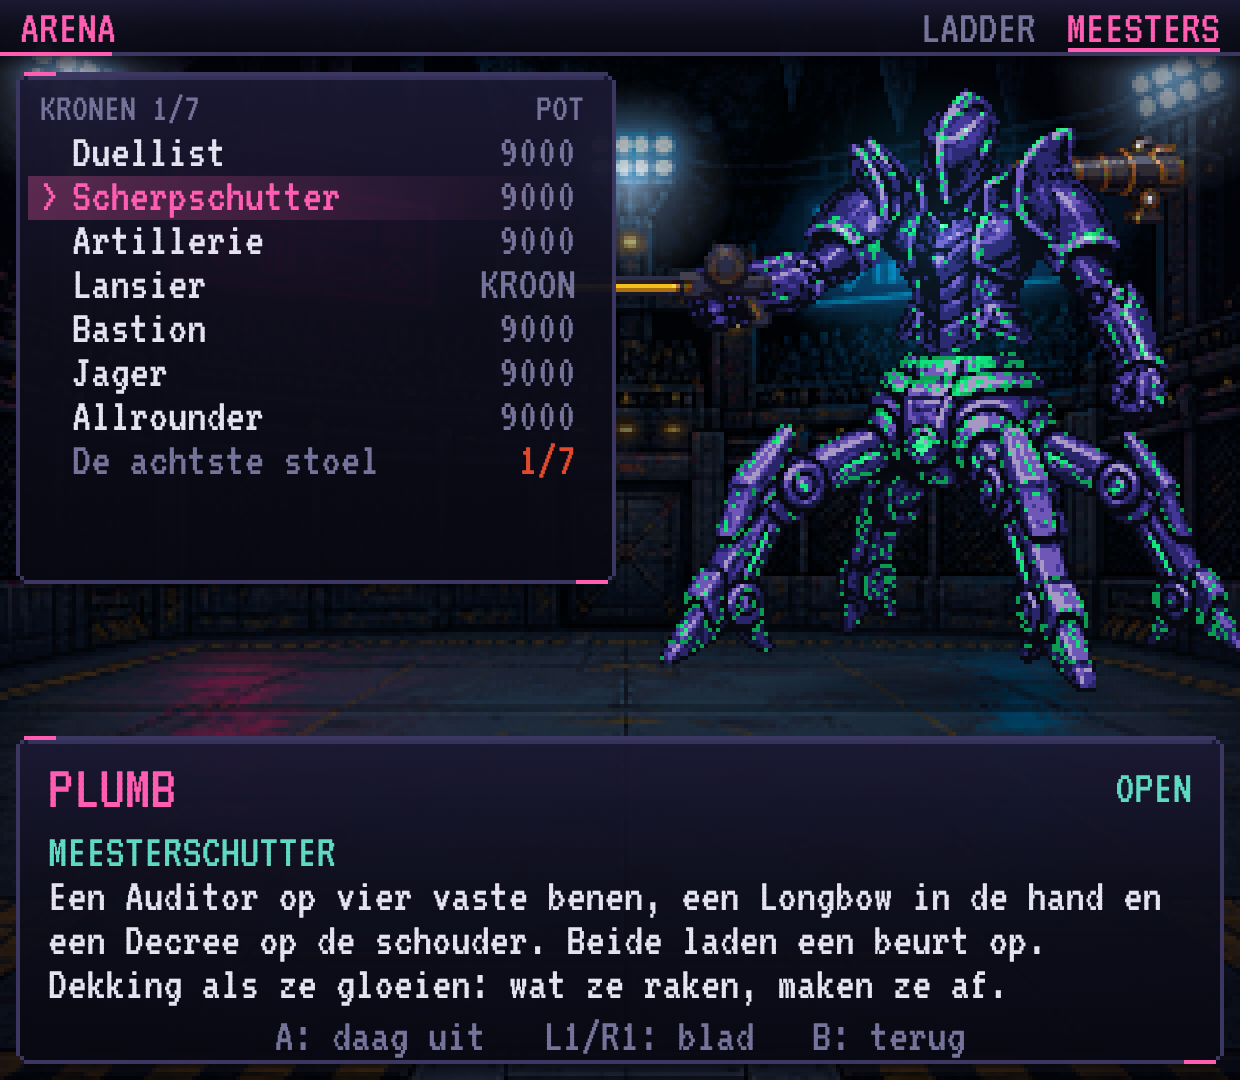 ARENA LADDER MEESTERS
KRONEN 1/7 POT
Duellist 9000
> Scherpschutter 9000
Artillerie 9000
Lansier KROON
Bastion 9000
Jager 9000
Allrounder 9000
De achtste stoel 1/7
PLUMB OPEN
MEESTERSCHUTTER
Een Auditor op vier vaste benen, een Longbow in de hand en
een Decree op de schouder. Beide laden een beurt op.
Dekking als ze gloeien: wat ze raken, maken ze af.
A: daag uit L1/R1: blad B: terug